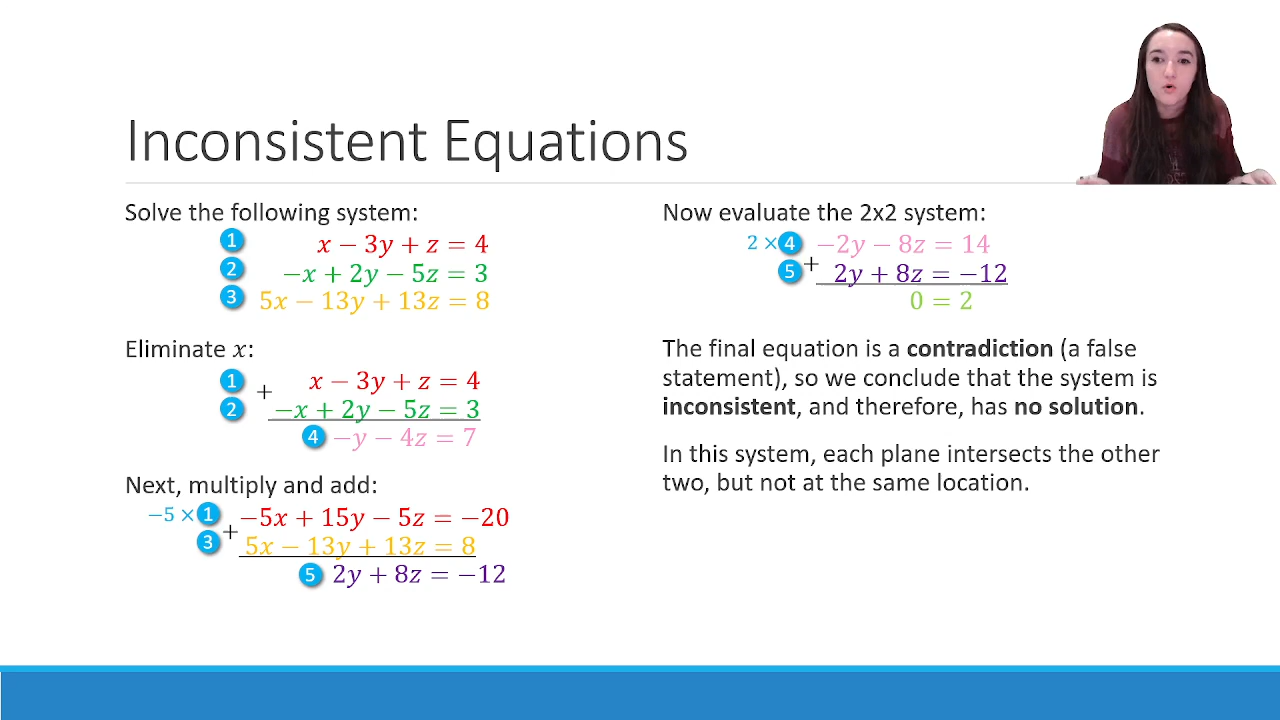 Inconsistent Equations
Solve the following system:
1 x − 3y + z = 4
2 −x + 2y − 5z = 3
3 5x − 13y + 13z = 8
Eliminate x:
1 x − 3y + z = 4
+
2 −x + 2y − 5z = 3
4 −y − 4z = 7
Next, multiply and add:
−5 × 1 −5x + 15y − 5z = −20
+
3 5x − 13y + 13z = 8
5 2y + 8z = −12
Now evaluate the 2x2 system:
2 × 4 −2y − 8z = 14
+
5 2y + 8z = −12
0 = 2
The final equation is a contradiction (a false
statement), so we conclude that the system is
inconsistent, and therefore, has no solution.
In this system, each plane intersects the other
two, but not at the same location.